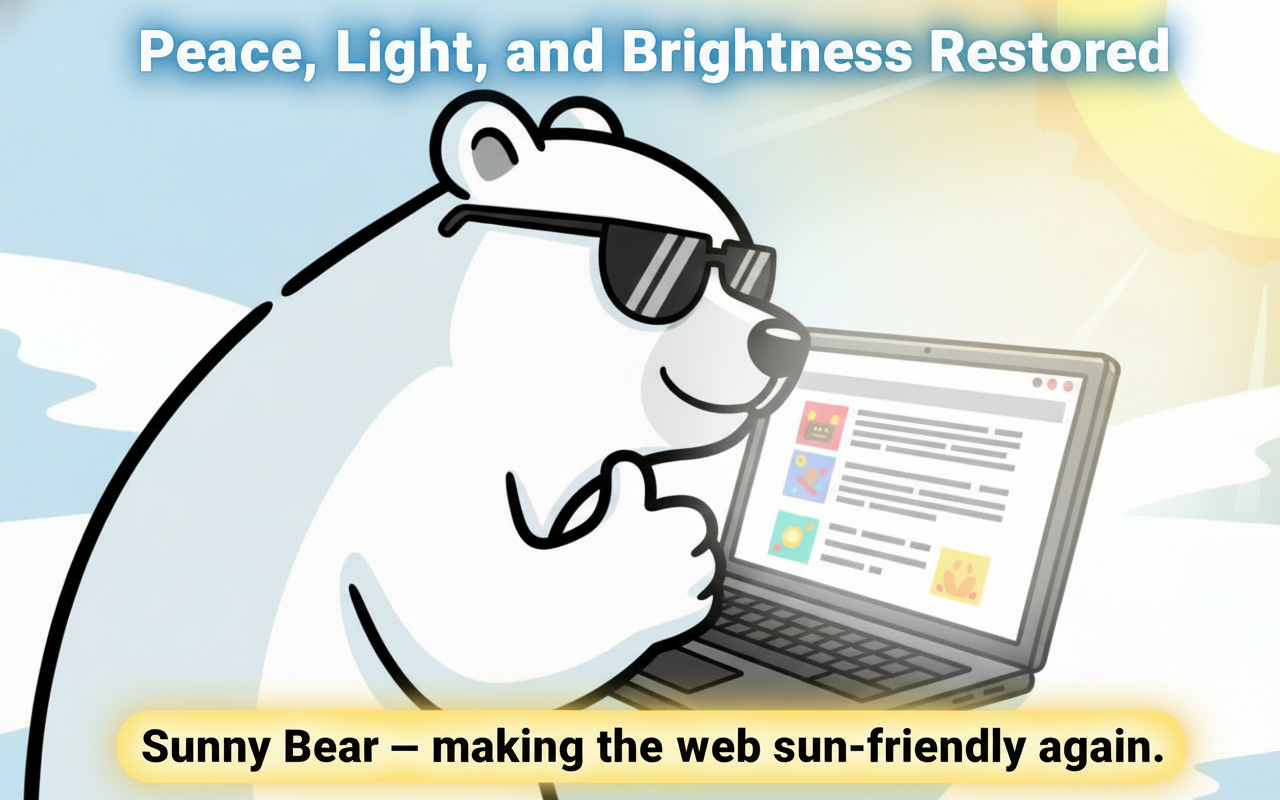 Peace, Light, and Brightness Restored
Sunny Bear – making the web sun-friendly again.